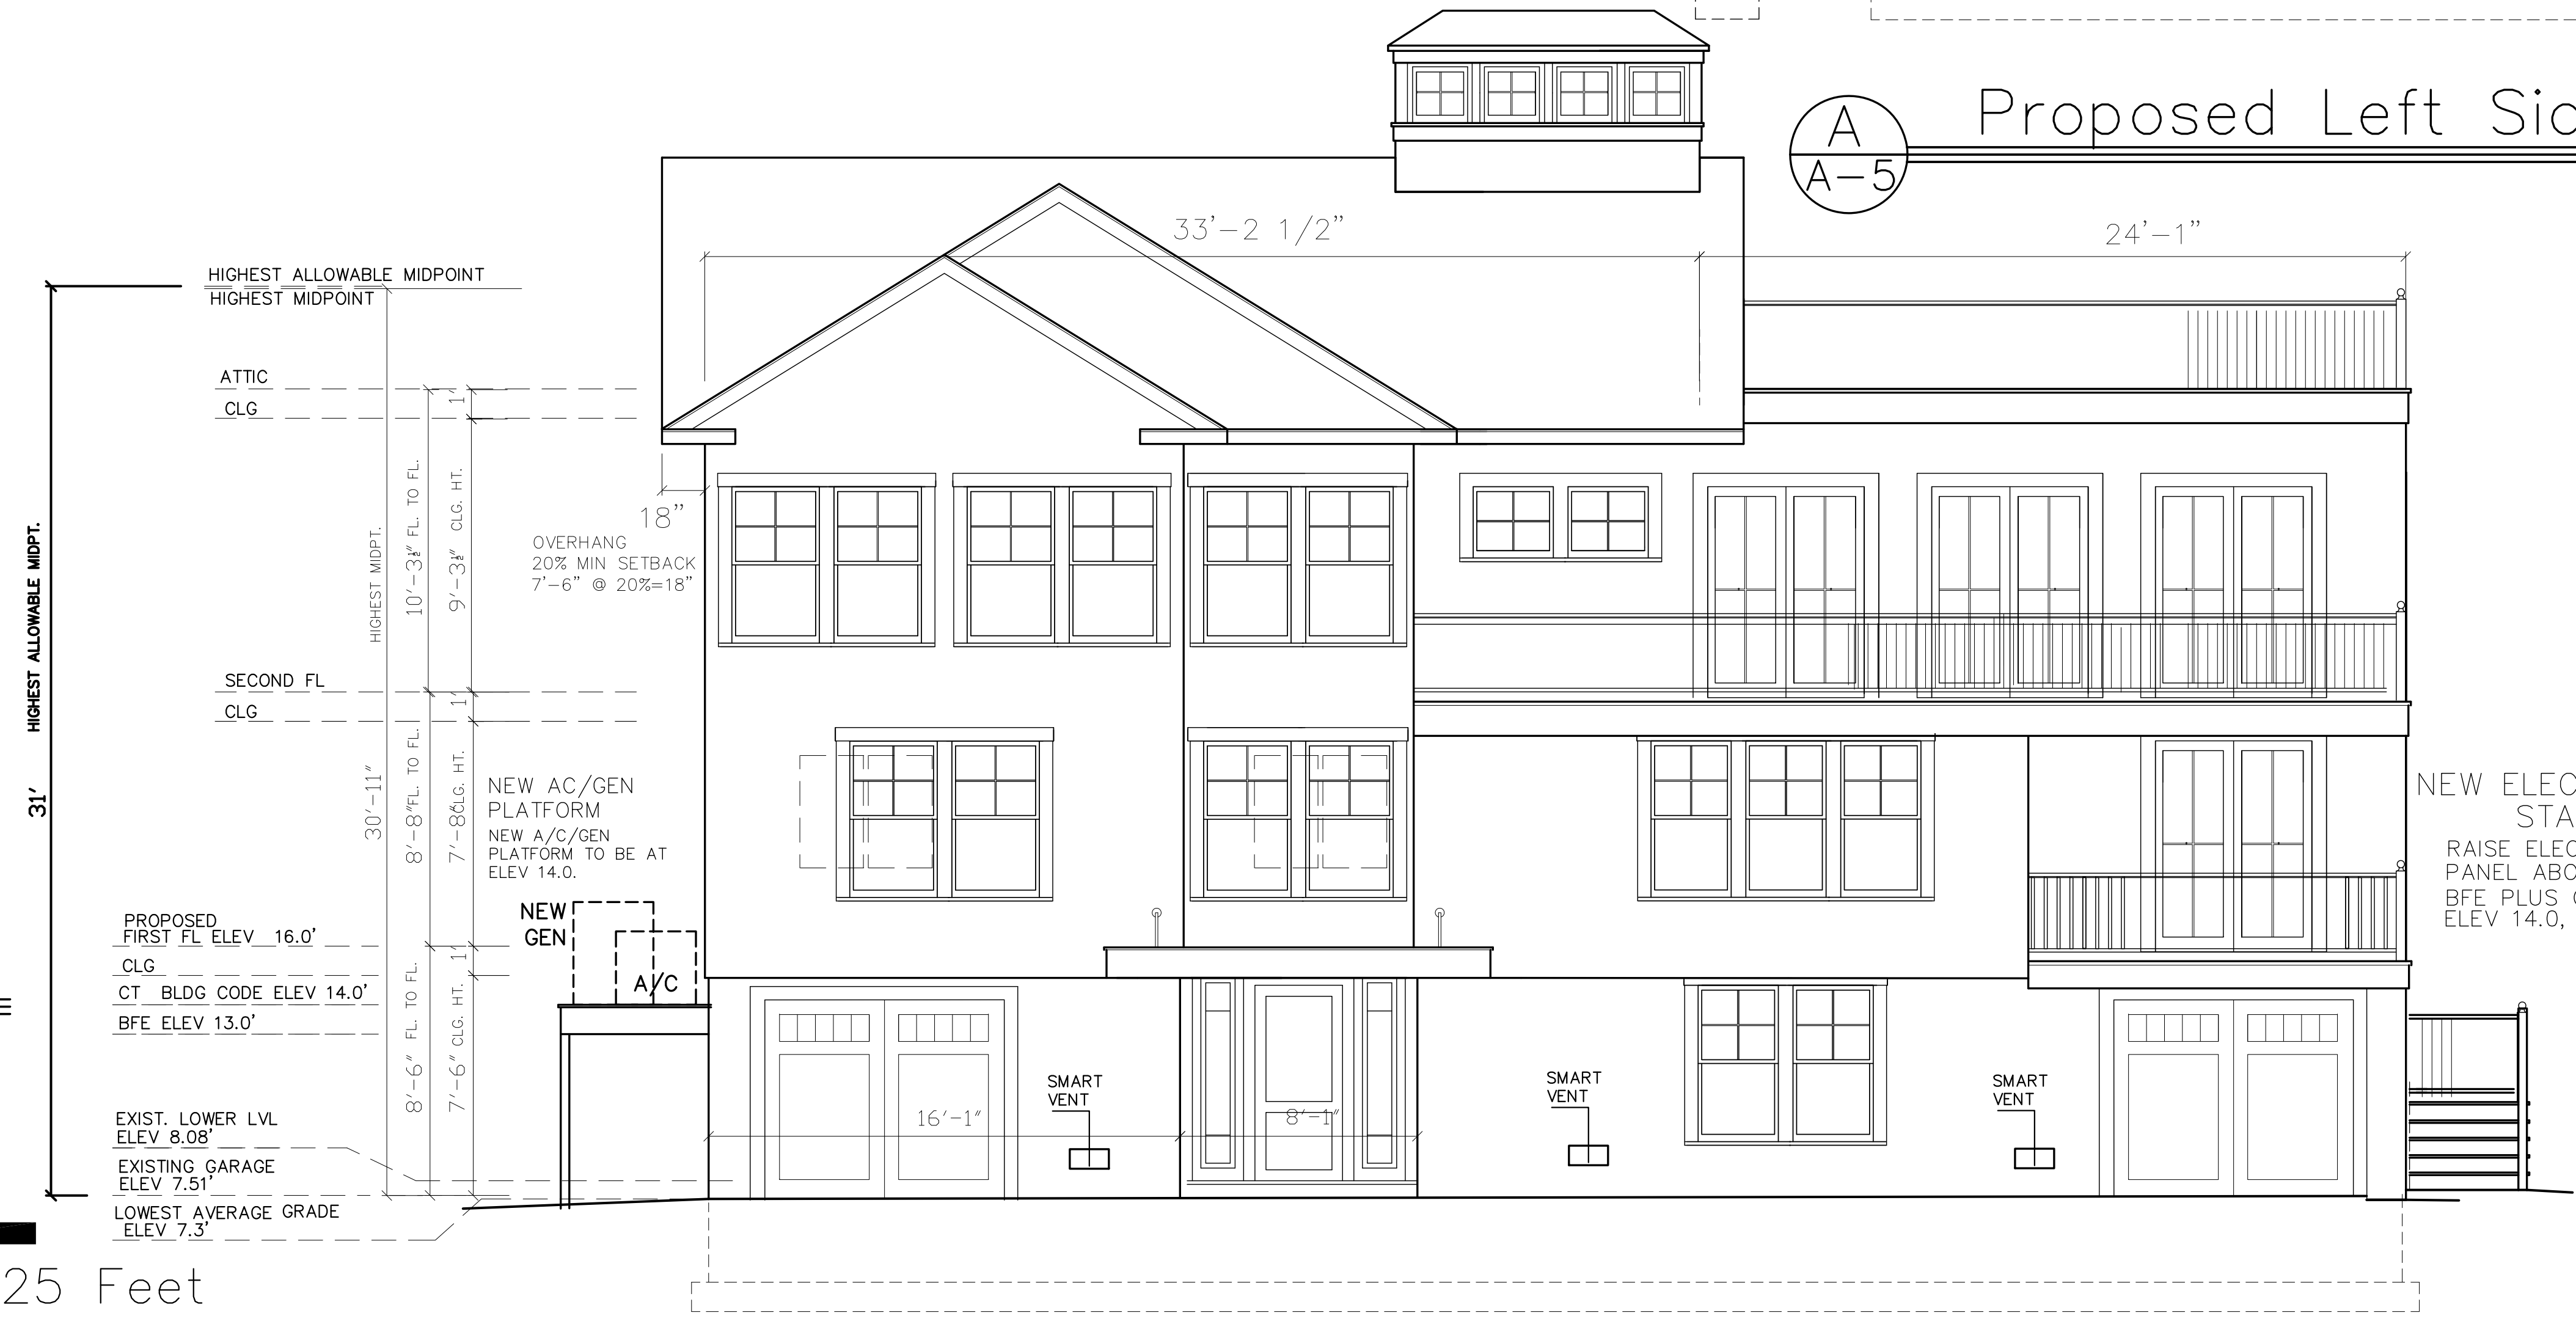 A
A-5
Proposed Left
33'-2 1/2"
24'-1"
HIGHEST ALLOWABLE MIDPOINT
HIGHEST MIDPOINT
ATTIC
CLG
1'
10'-3½" FL. TO FL.
9'-3½" CLG. HT.
HIGHEST MIDPT.
30'-11"
31' HIGHEST ALLOWABLE MIDPT.
18"
OVERHANG
20% MIN SETBACK
7'-6" @ 20%=18"
SECOND FL
CLG
1'
8'-8" FL. TO FL.
7'-8" CLG. HT.
NEW AC/GEN
PLATFORM
NEW A/C/GEN
PLATFORM TO BE AT
ELEV 14.0.
NEW
GEN
A/C
NEW ELEC
STA
RAISE ELEC
PANEL ABO
BFE PLUS
ELEV 14.0,
PROPOSED
FIRST FL ELEV 16.0'
CLG
CT BLDG CODE ELEV 14.0'
BFE ELEV 13.0'
1'
8'-6" FL. TO FL.
7'-6" CLG. HT.
EXIST. LOWER LVL
ELEV 8.08'
EXISTING GARAGE
ELEV 7.51'
LOWEST AVERAGE GRADE
ELEV 7.3'
SMART
VENT
16'-1"
8'-1"
SMART
VENT
SMART
VENT
25 Feet